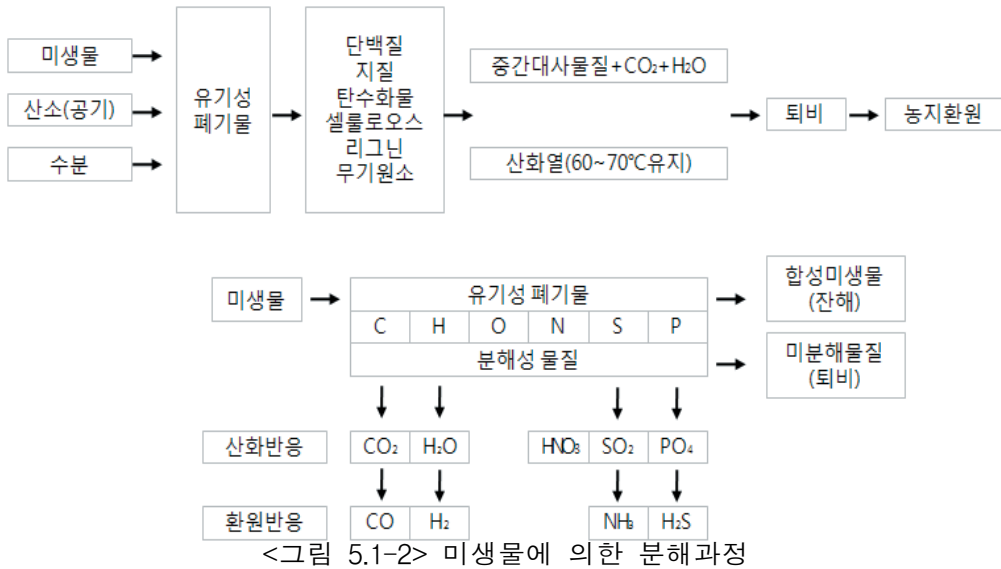 미생물
산소(공기)
수분
유기성
폐기물
단백질
지질
탄수화물
셀룰로오스
리그닌
무기원소
중간대사물질+CO₂+H₂O
산화열(60~70℃유지)
퇴비
농지환원
미생물
유기성 폐기물
C H O N S P
분해성 물질
합성미생물
(잔해)
미분해물질
(퇴비)
산화반응 CO₂ H₂O HNO₃ SO₂ PO₄
환원반응 CO H₂ NH₃ H₂S
<그림 5.1-2> 미생물에 의한 분해과정